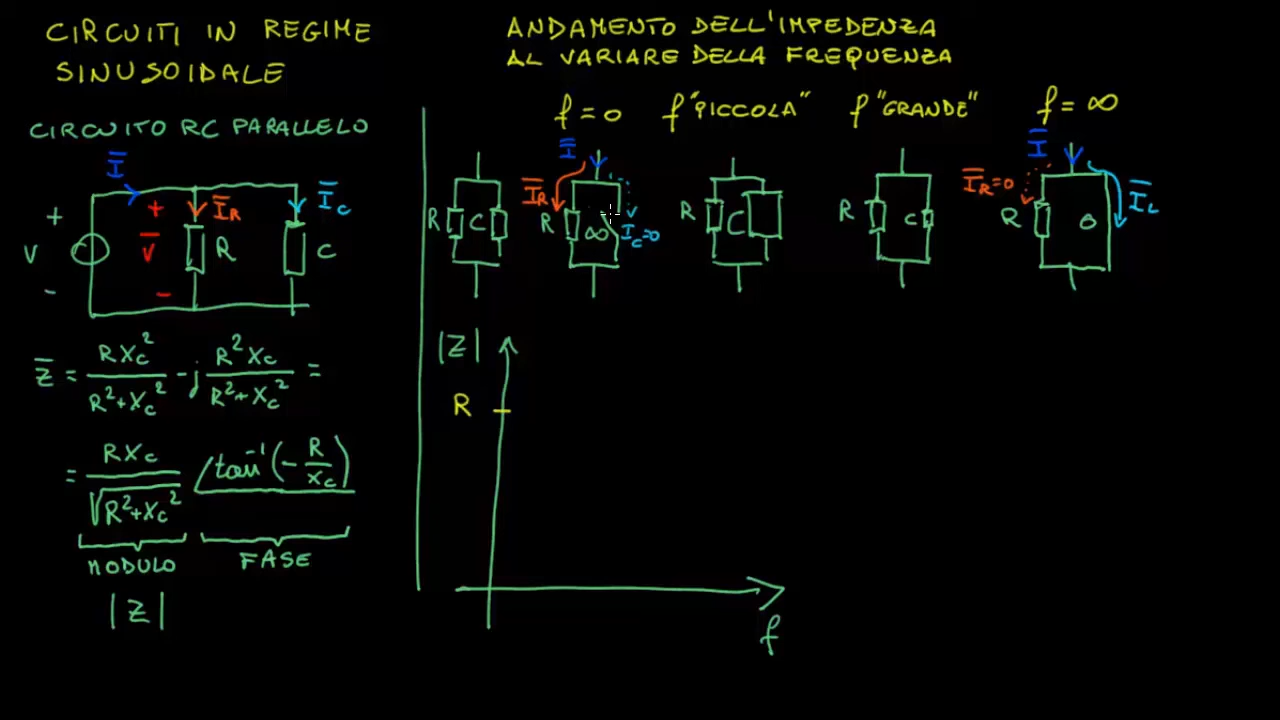 CIRCUITI IN REGIME
SINUSOIDALE
CIRCUITO RC PARALLELO
I
+ + I_R I_C
V V R C
- -
Z = RX_C² / R²+X_C² - j R²X_C / R²+X_C² =
= RX_C / √R²+X_C² tan⁻¹(-R/X_C)
MODULO FASE
|Z|
ANDAMENTO DELL'IMPEDENZA
AL VARIARE DELLA FREQUENZA
f = 0 f "PICCOLA" f "GRANDE" f = ∞
I I
I_R I_R=0 I_L
R C R ∞ I_C=0 R C R C R 0
|Z|
R
f